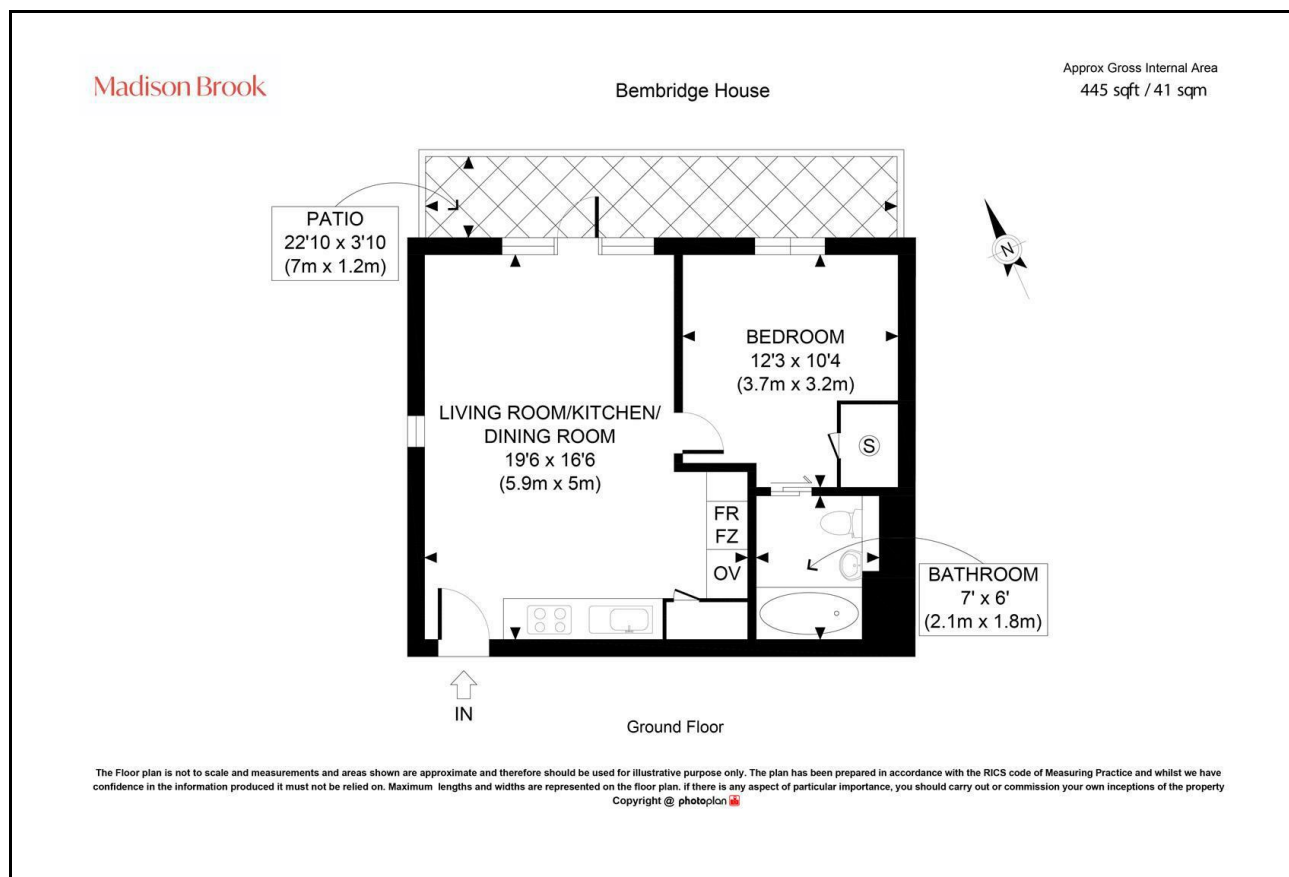 Madison Brook
Bembridge House
Approx Gross Internal Area
445 sqft / 41 sqm
PATIO
22'10 x 3'10
(7m x 1.2m)
N
BEDROOM
12'3 x 10'4
(3.7m x 3.2m)
LIVING ROOM/KITCHEN/
DINING ROOM
19'6 x 16'6
(5.9m x 5m)
S
FR
FZ
OV
BATHROOM
7' x 6'
(2.1m x 1.8m)
IN
Ground Floor
The Floor plan is not to scale and measurements and areas shown are approximate and therefore should be used for illustrative purpose only. The plan has been prepared in accordance with the RICS code of Measuring Practice and whilst we have
confidence in the information produced it must not be relied on. Maximum lengths and widths are represented on the floor plan. if there is any aspect of particular importance, you should carry out or commission your own inceptions of the property
Copyright @ photoplan